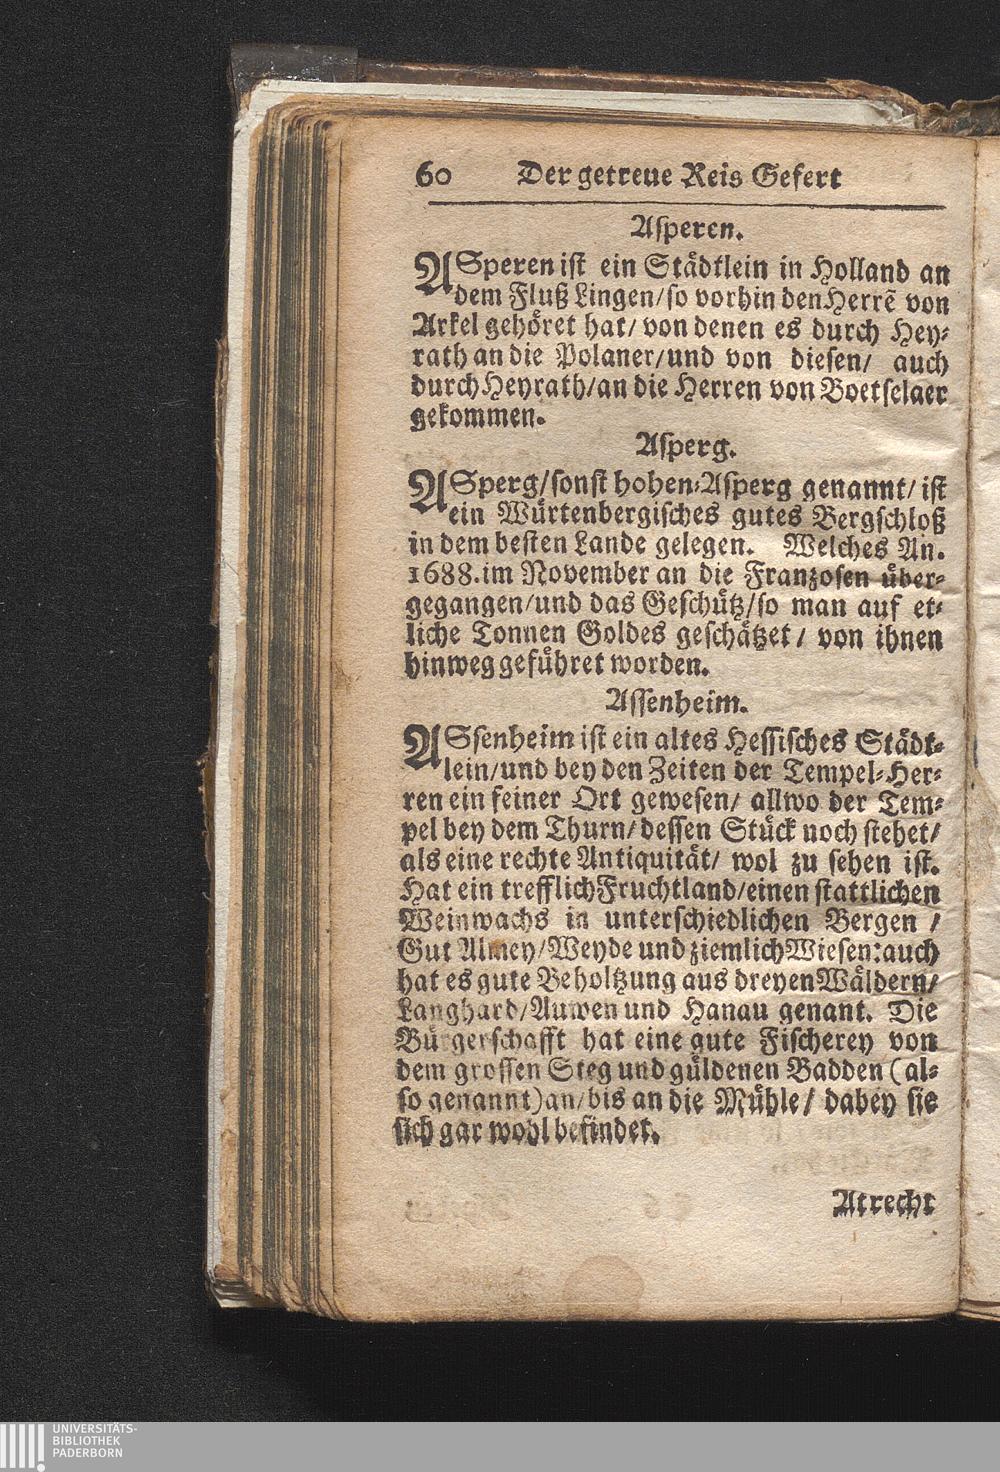 60 Der getreue Reis Gefert
Aſperen.
ASperen iſt ein Städtlein in Holland an
dem Fluß Lingen/ſo vorhin den Herrē von
Arkel gehöret hat/ von denen es durch Hey⸗
rath an die Polaner/und von dieſen/ auch
durch Heyrath/an die Herren von Boetſelaer
gekommen.
Aſperg.
ASperg/ſonſt hohen⸗Aſperg genannt/ iſt
ein Würtenbergiſches gutes Bergſchloß
in dem beſten Lande gelegen. Welches An.
1688. im November an die Franzoſen über⸗
gegangen/und das Geſchütz/ſo man auf et⸗
liche Tonnen Goldes geſchätzet/ von ihnen
hinweg geführet worden.
Aſſenheim.
ASſenheim iſt ein altes Heſſiſches Städt⸗
lein/und bey den Zeiten der Tempel⸗Her⸗
ren ein feiner Ort geweſen/ allwo der Tem⸗
pel bey dem Thurn/deſſen Stück noch ſtehet/
als eine rechte Antiquität/ wol zu ſehen iſt.
Hat ein trefflich Fruchtland/einen ſtattlichen
Weinwachs in unterſchiedlichen Bergen /
Gut Almey/Weyde und ziemlich Wieſen: auch
hat es gute Beholtzung aus dreyen Wäldern/
Langhard/Auwen und Hanau genant. Die
Bürgerſchafft hat eine gute Fiſcherey von
dem groſſen Steg und güldenen Badden (al⸗
ſo genannt) an/bis an die Mühle/ dabey ſie
ſich gar wohl befindet.
Atrecht
UNIVERSITÄTS-
BIBLIOTHEK
PADERBORN